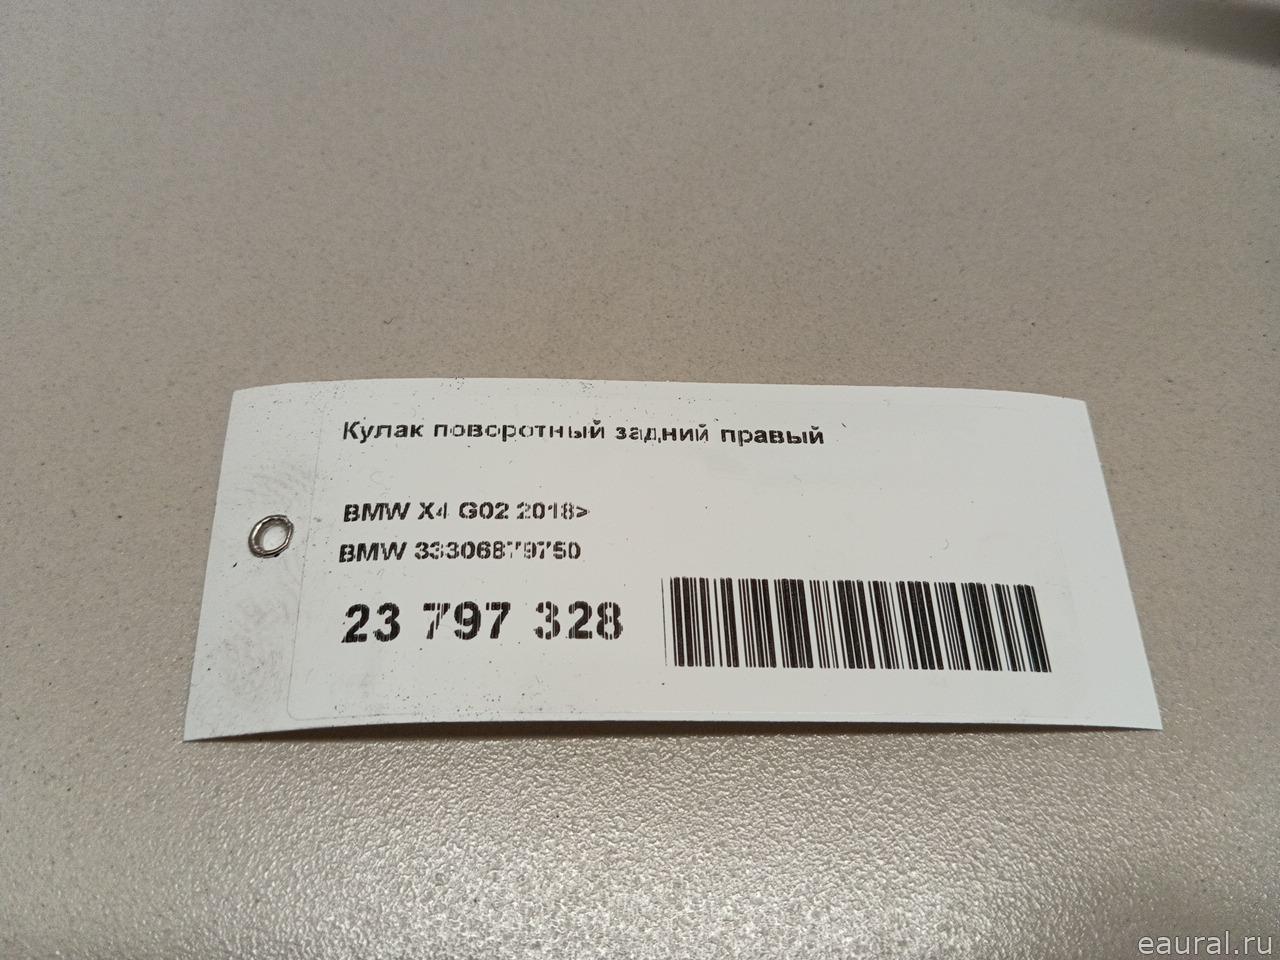 Кулак поворотный задний правый
BMW X4 G02 2018>
BMW 33306879750
23 797 328
eaural.ru